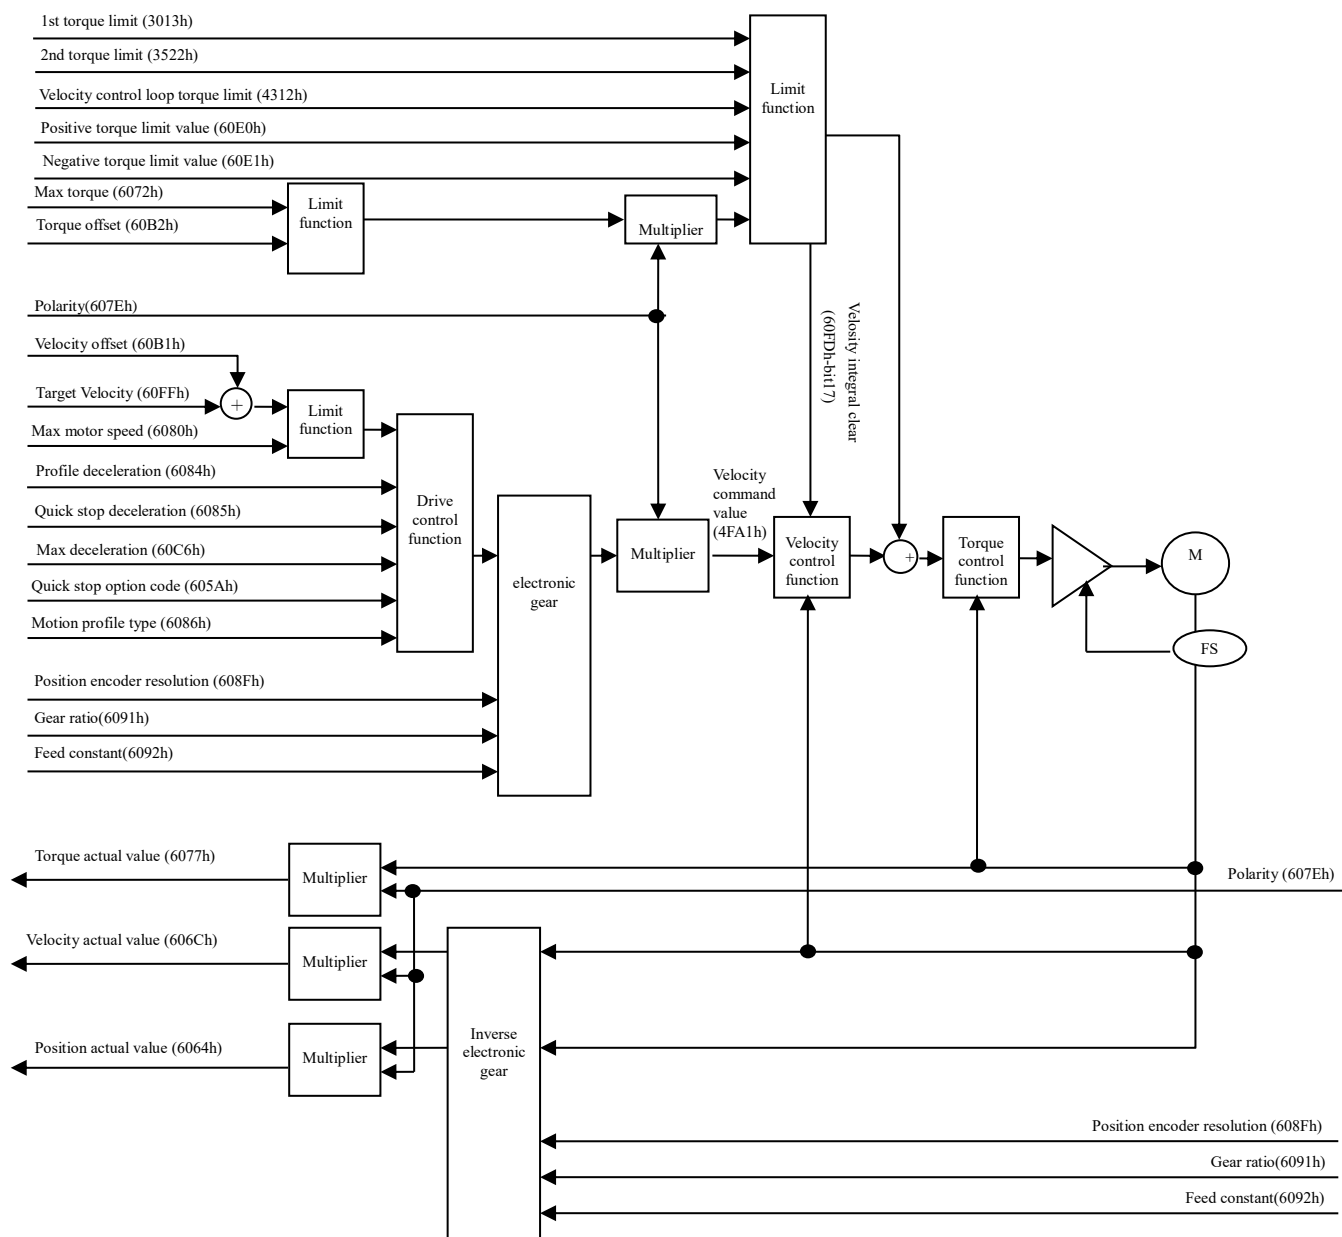 1st torque limit (3013h)
2nd torque limit (3522h)
Velocity control loop torque limit (4312h)
Positive torque limit value (60E0h)
Negative torque limit value (60E1h)
Limit
function
Max torque (6072h)
Torque offset (60B2h)
Limit
function
Multiplier
Polarity(607Eh)
Velosity integral clear
(60FDh-bit17)
Velocity offset (60B1h)
Target Velocity (60FFh)
+
Max motor speed (6080h)
Limit
function
Profile deceleration (6084h)
Quick stop deceleration (6085h)
Max deceleration (60C6h)
Quick stop option code (605Ah)
Motion profile type (6086h)
Drive
control
function
electronic
gear
Multiplier
Velocity
command
value
(4FA1h)
Velocity
control
function
+
Torque
control
function
M
FS
Position encoder resolution (608Fh)
Gear ratio(6091h)
Feed constant(6092h)
Torque actual value (6077h)
Multiplier
Polarity (607Eh)
Velocity actual value (606Ch)
Multiplier
Position actual value (6064h)
Multiplier
Inverse
electronic
gear
Position encoder resolution (608Fh)
Gear ratio(6091h)
Feed constant(6092h)